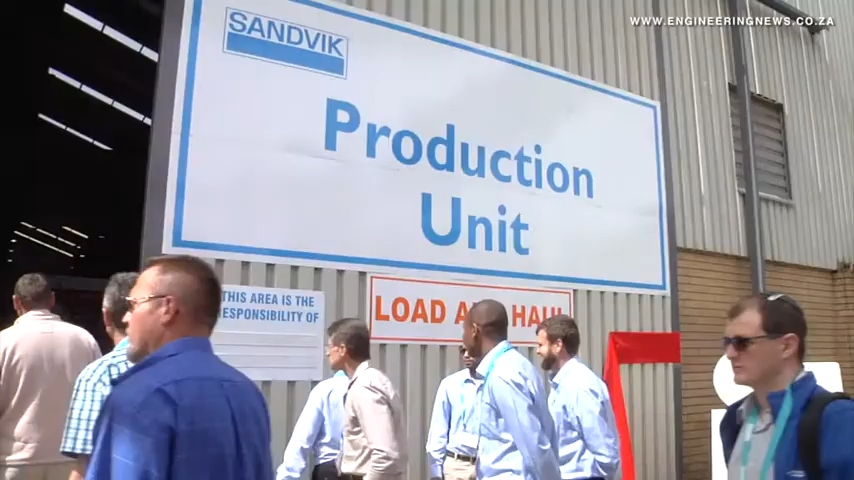 WWW.ENGINEERINGNEWS.CO.ZA
SANDVIK
Production
Unit
THIS AREA IS THE
RESPONSIBILITY OF
LOAD AND HAUL